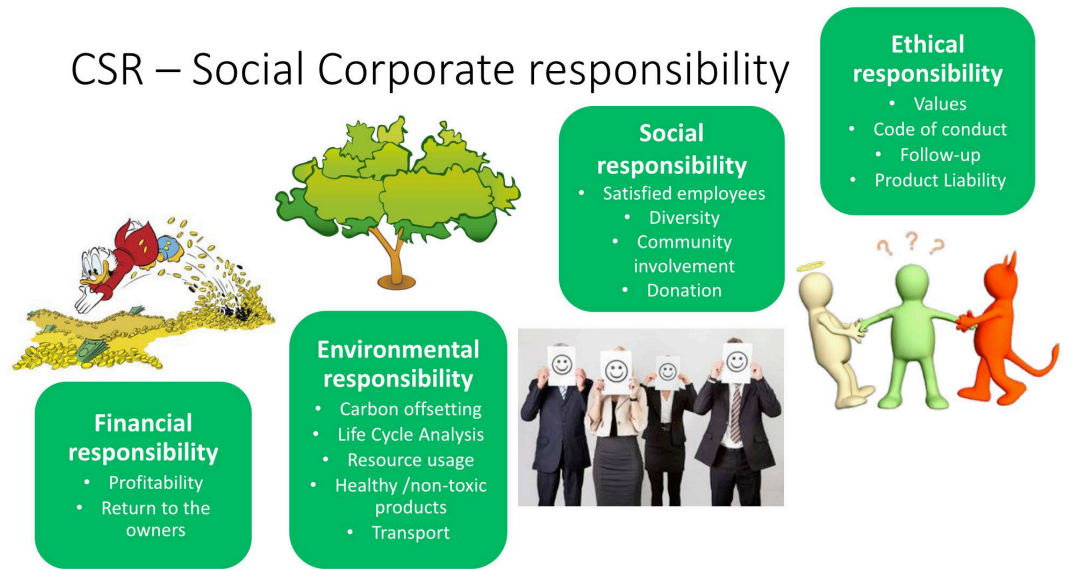 CSR – Social Corporate responsibility
Financial
responsibility
• Profitability
• Return to the
owners
Environmental
responsibility
• Carbon offsetting
• Life Cycle Analysis
• Resource usage
• Healthy /non-toxic
products
• Transport
Social
responsibility
• Satisfied employees
• Diversity
• Community
involvement
• Donation
Ethical
responsibility
• Values
• Code of conduct
• Follow-up
• Product Liability
? ? ?